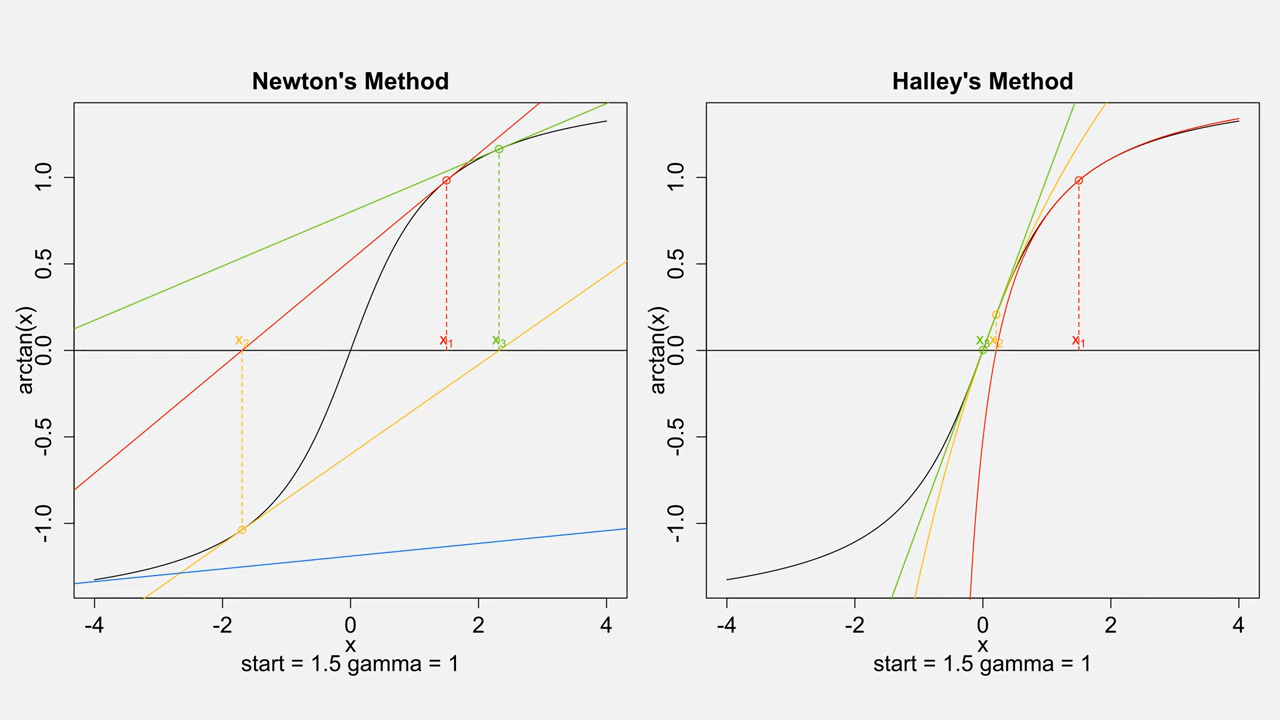 Newton's Method
arctan(x)
1.0
0.5
0.0
-0.5
-1.0
x₂
x₁
x₃
-4 -2 0 2 4
x
start = 1.5 gamma = 1
Halley's Method
arctan(x)
1.0
0.5
0.0
-0.5
-1.0
x₃
x₂
x₁
-4 -2 0 2 4
x
start = 1.5 gamma = 1